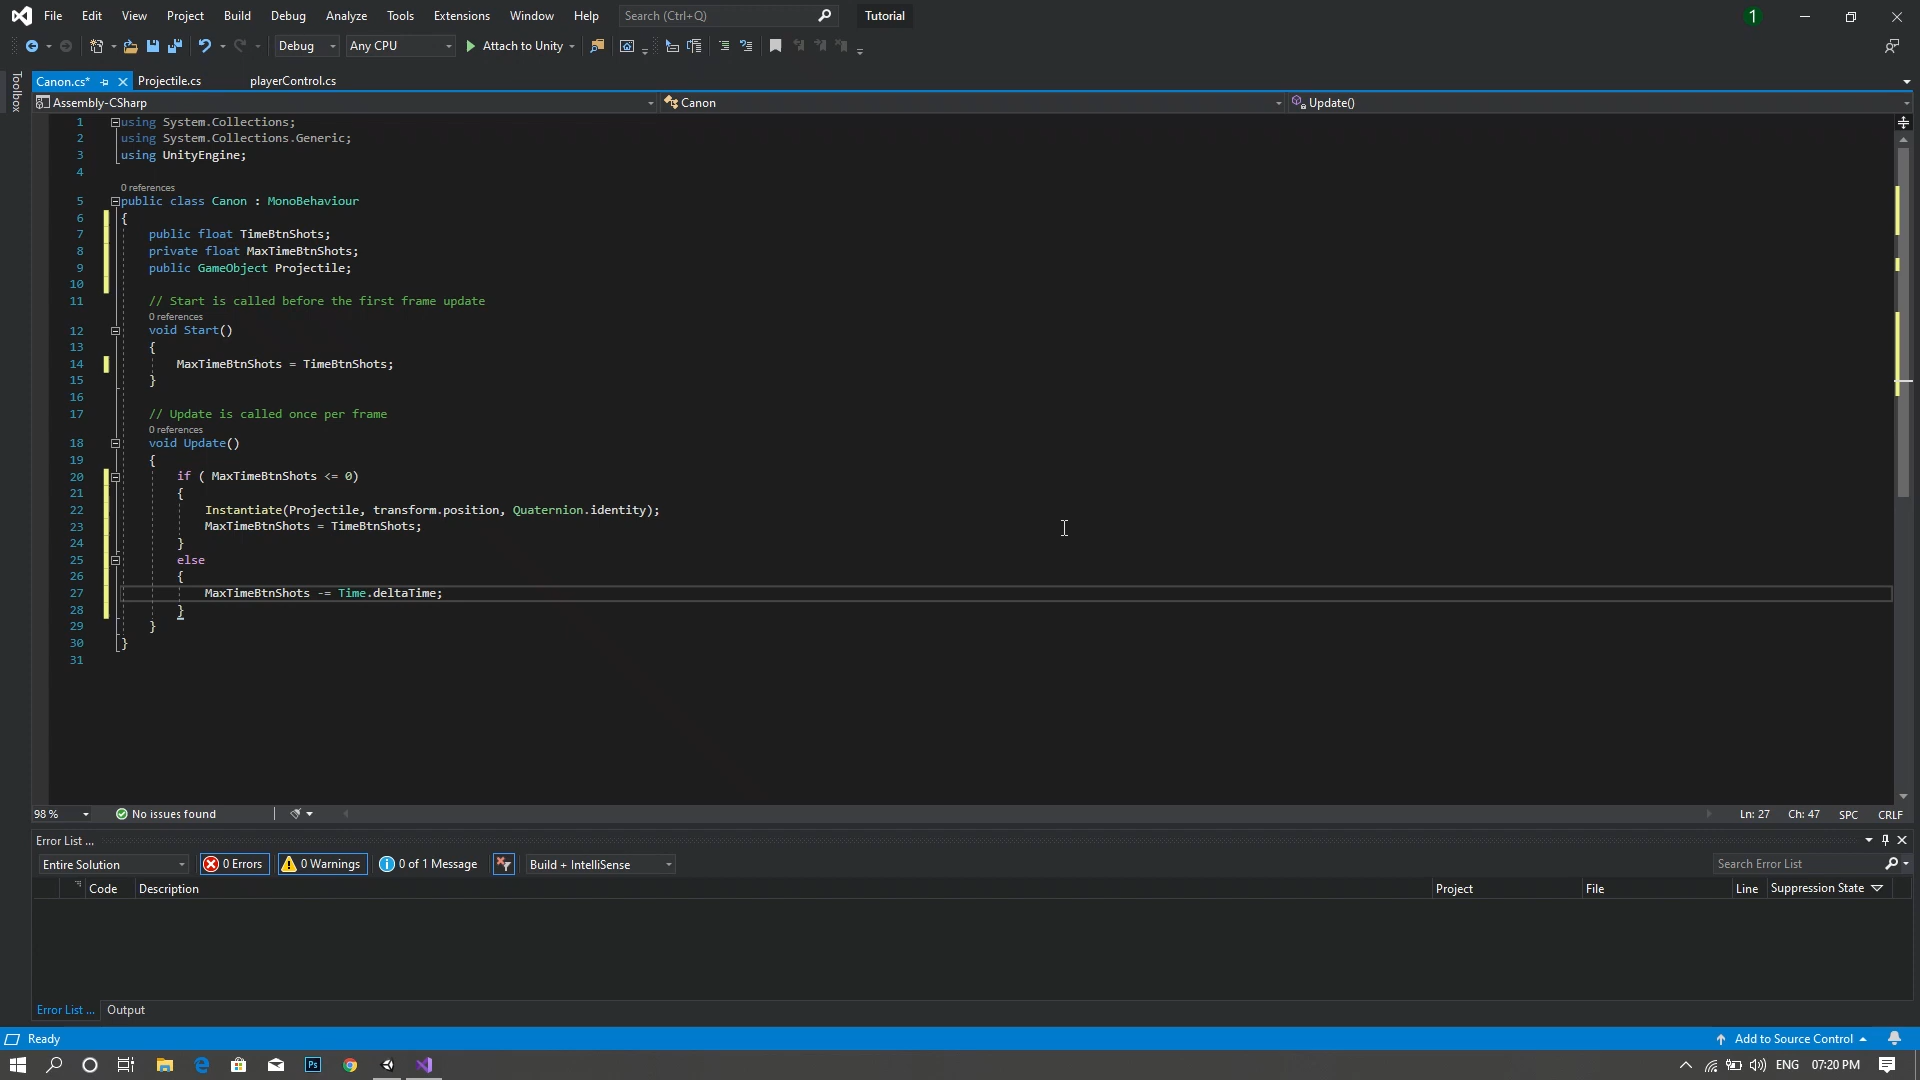 File Edit View Project Build Debug Analyze Tools Extensions Window Help Search (Ctrl+Q) Tutorial 1
Debug Any CPU Attach to Unity
Toolbox
Canon.cs* Projectile.cs playerControl.cs
Assembly-CSharp Canon Update()
1 using System.Collections;
2 using System.Collections.Generic;
3 using UnityEngine;
4
0 references
5 public class Canon : MonoBehaviour
6 {
7 public float TimeBtnShots;
8 private float MaxTimeBtnShots;
9 public GameObject Projectile;
10
11 // Start is called before the first frame update
0 references
12 void Start()
13 {
14 MaxTimeBtnShots = TimeBtnShots;
15 }
16
17 // Update is called once per frame
0 references
18 void Update()
19 {
20 if ( MaxTimeBtnShots <= 0)
21 {
22 Instantiate(Projectile, transform.position, Quaternion.identity);
23 MaxTimeBtnShots = TimeBtnShots;
24 }
25 else
26 {
27 MaxTimeBtnShots -= Time.deltaTime;
28 }
29 }
30 }
31
98 % No issues found Ln: 27 Ch: 47 SPC CRLF
Error List ...
Entire Solution 0 Errors 0 Warnings 0 of 1 Message Build + IntelliSense Search Error List
Code Description Project File Line Suppression State
Error List ... Output
Ready Add to Source Control
Ps ENG 07:20 PM